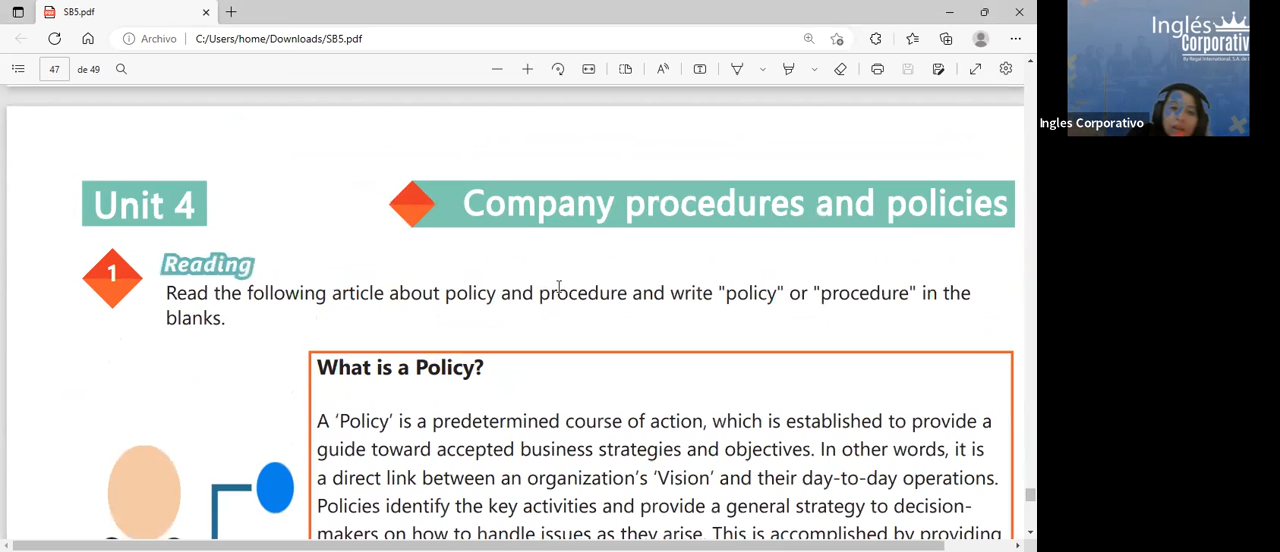 SB5.pdf
Archivo
C:/Users/home/Downloads/SB5.pdf
47
de 49
Unit 4
Company procedures and policies
1
Reading
Read the following article about policy and procedure and write "policy" or "procedure" in the
blanks.
What is a Policy?
A ‘Policy’ is a predetermined course of action, which is established to provide a
guide toward accepted business strategies and objectives. In other words, it is
a direct link between an organization’s ‘Vision’ and their day-to-day operations.
Policies identify the key activities and provide a general strategy to decision-
makers on how to handle issues as they arise. This is accomplished by providing
Inglés
Corporativ
By Regal International, S.A. de
Ingles Corporativo